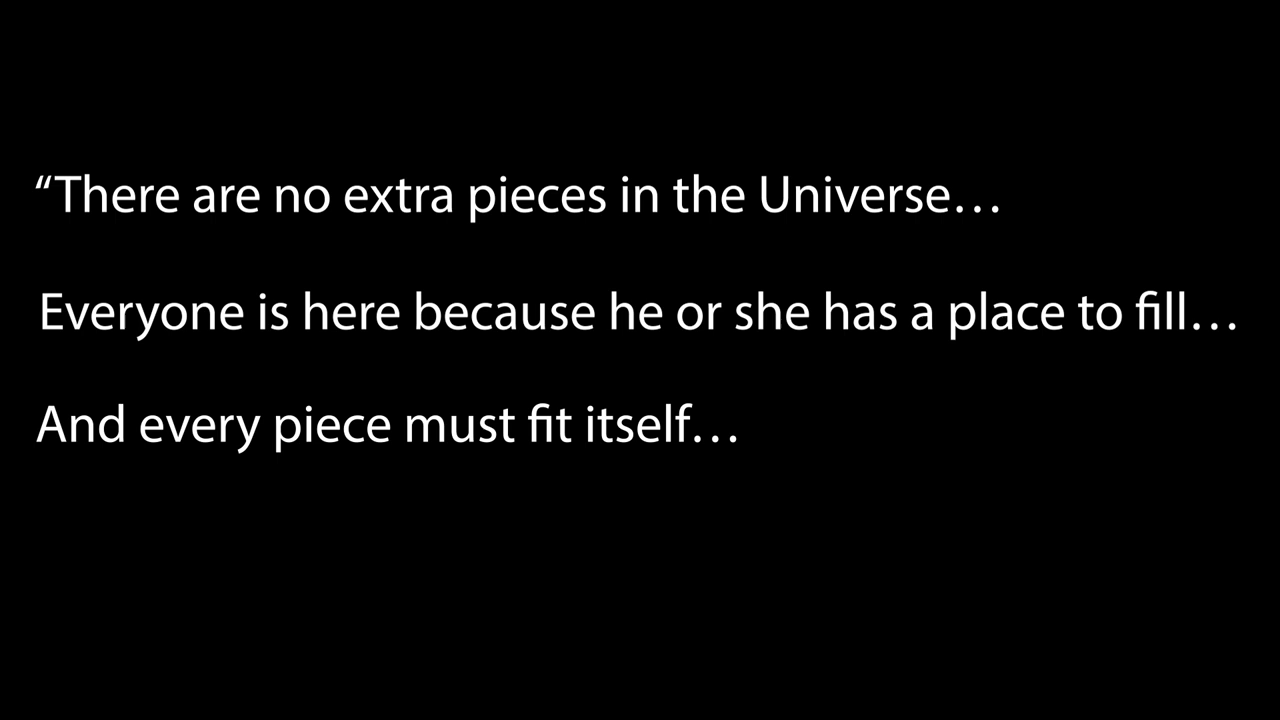 “There are no extra pieces in the Universe…
Everyone is here because he or she has a place to fill…
And every piece must fit itself…